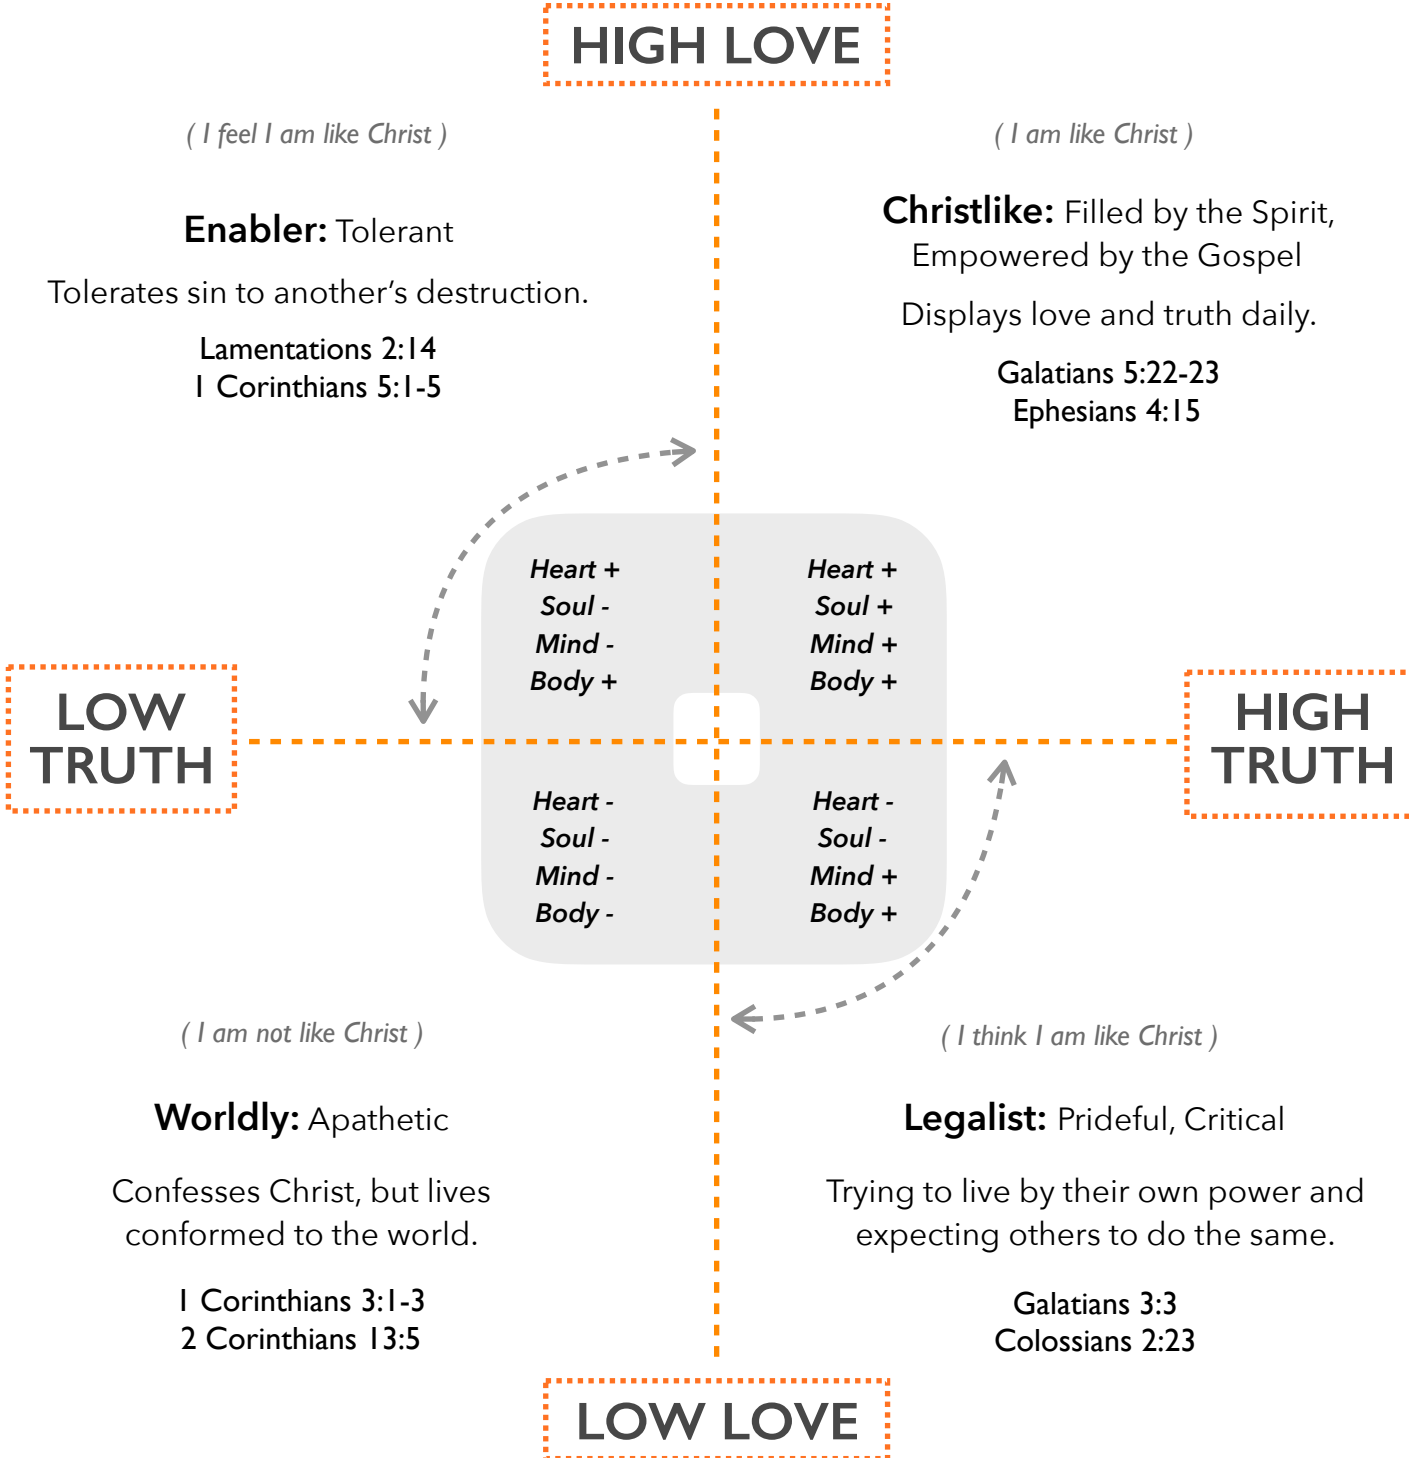 HIGH LOVE
( I feel I am like Christ )
Enabler: Tolerant
Tolerates sin to another’s destruction.
Lamentations 2:14
1 Corinthians 5:1-5
( I am like Christ )
Christlike: Filled by the Spirit,
Empowered by the Gospel
Displays love and truth daily.
Galatians 5:22-23
Ephesians 4:15
Heart +
Soul -
Mind -
Body +
Heart +
Soul +
Mind +
Body +
LOW
TRUTH
HIGH
TRUTH
Heart -
Soul -
Mind -
Body -
Heart -
Soul -
Mind +
Body +
( I am not like Christ )
Worldly: Apathetic
Confesses Christ, but lives
conformed to the world.
1 Corinthians 3:1-3
2 Corinthians 13:5
( I think I am like Christ )
Legalist: Prideful, Critical
Trying to live by their own power and
expecting others to do the same.
Galatians 3:3
Colossians 2:23
LOW LOVE